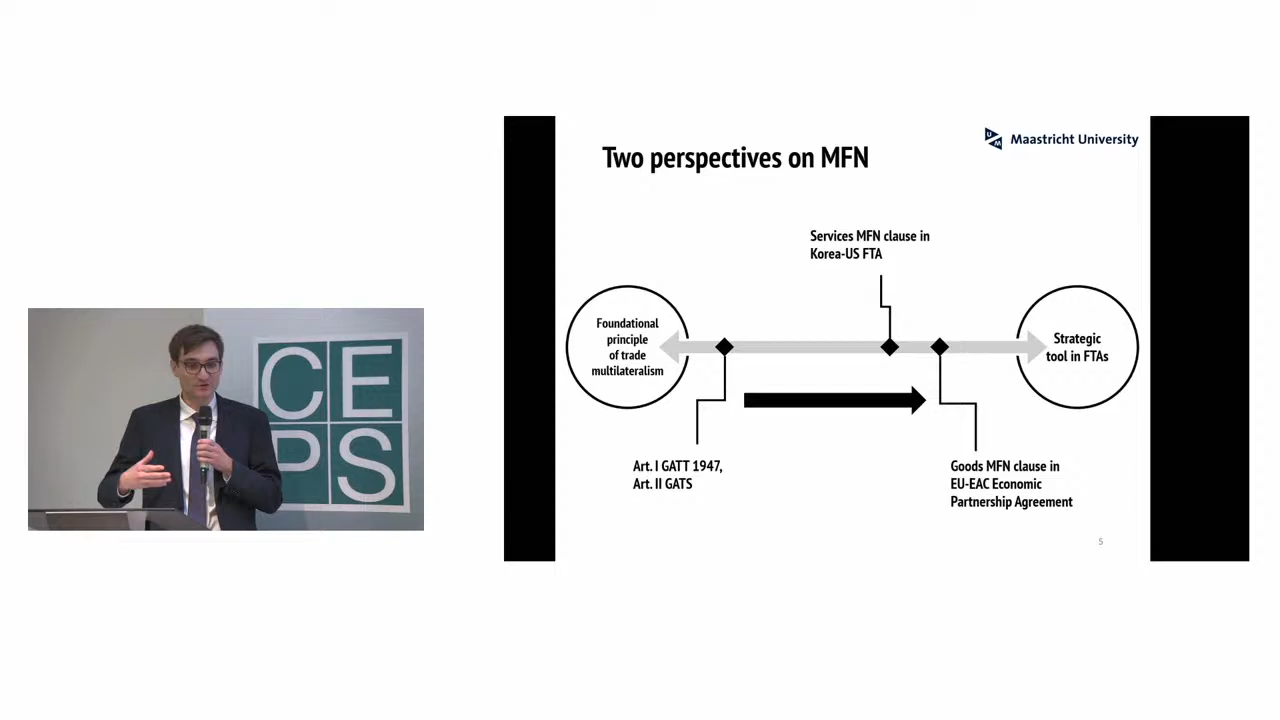 Two perspectives on MFN
UM
Maastricht University
Services MFN clause in
Korea-US FTA
Foundational
principle
of trade
multilateralism
Strategic
tool in FTAs
Art. I GATT 1947,
Art. II GATS
Goods MFN clause in
EU-EAC Economic
Partnership Agreement
5
CE
PS